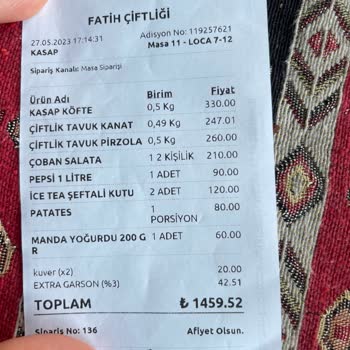 FATİH ÇİFTLİĞİ
27.05.2023 17:14:31 Adisyon No: 119257621
KASAP Masa 11 - LOCA 7-12
Sipariş Kanalı: Masa Siparişi
Ürün Adı Birim Fiyat
KASAP KÖFTE 0,5 Kg 330.00
ÇİFTLİK TAVUK KANAT 0,49 Kg 247.01
ÇİFTLİK TAVUK PİRZOLA 0,5 Kg 260.00
ÇOBAN SALATA 1 2 KİŞİLİK 210.00
PEPSİ 1 LİTRE 1 ADET 90.00
İCE TEA ŞEFTALİ KUTU 2 ADET 120.00
PATATES 1 80.00
PORSİYON
MANDA YOĞURDU 200 G 1 ADET 60.00
R
kuver (x2) 20.00
EXTRA GARSON (%3) 42.51
TOPLAM ₺ 1459.52
Sipariş No: 136 Afiyet Olsun.